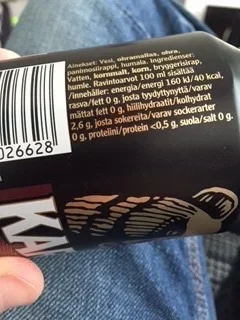 Ainekset: Vesi, ohramallas, ohra,
panimosiirappi, humala. Ingredienser:
Vatten, kornmalt, korn, bryggerisirap,
humle. Ravintoarvot 100 ml sisältää
/innehåller: energia/energi 160 kJ/40 kcal,
rasva/fett 0 g, josta tyydyttynyttä/varav
mättat fett 0 g, hiilihydraatit/kolhydrat
2,6 g, josta sokereita/varav sockerarter
0 g, proteiini/protein <0,5 g, suola/salt 0 g.
026628
KA